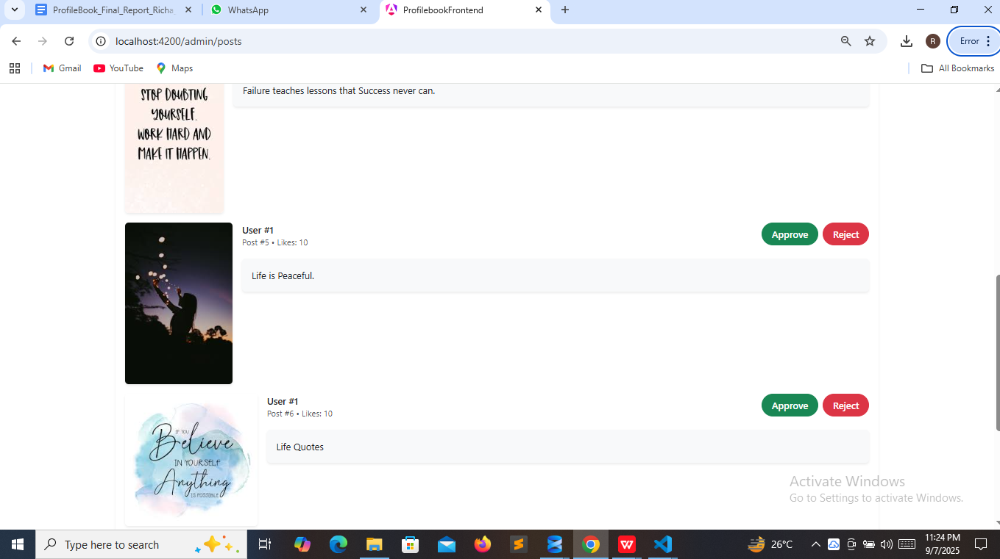 ProfileBook_Final_Report_Richa
WhatsApp
ProfilebookFrontend
localhost:4200/admin/posts
R
Error
Gmail
YouTube
Maps
All Bookmarks
STOP DOUBTING
YOURSELF.
WORK HARD AND
MAKE IT HAPPEN.
Failure teaches lessons that Success never can.
User #1
Post #5 • Likes: 10
Approve
Reject
Life is Peaceful.
User #1
Post #6 • Likes: 10
Approve
Reject
Life Quotes
IF YOU
Believe
IN YOURSELF
Anything
IS POSSIBLE
Activate Windows
Go to Settings to activate Windows.
Type here to search
26°C
11:24 PM
9/7/2025